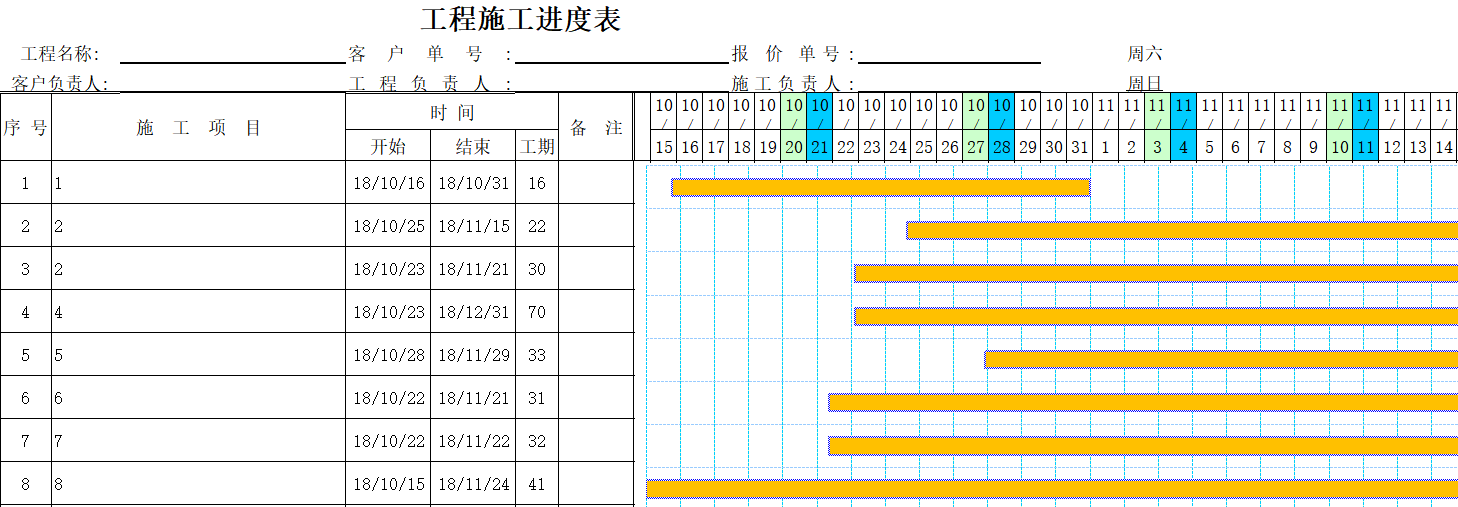 工程施工进度表
工程名称: 客 户 单 号 : 报 价 单 号 : 周六
客户负责人: 工 程 负 责 人 : 施 工 负 责 人 : 周日
序 号 施 工 项 目 时 间 备 注 10 10 10 10 10 10 10 10 10 10 10 10 10 10 10 10 10 11 11 11 11 11 11 11 11 11 11 11 11 11 11
/ / / / / / / / / / / / / / / / / / / / / / / / / / / / / / /
开始 结束 工期 15 16 17 18 19 20 21 22 23 24 25 26 27 28 29 30 31 1 2 3 4 5 6 7 8 9 10 11 12 13 14
1 1 18/10/16 18/10/31 16
2 2 18/10/25 18/11/15 22
3 2 18/10/23 18/11/21 30
4 4 18/10/23 18/12/31 70
5 5 18/10/28 18/11/29 33
6 6 18/10/22 18/11/21 31
7 7 18/10/22 18/11/22 32
8 8 18/10/15 18/11/24 41